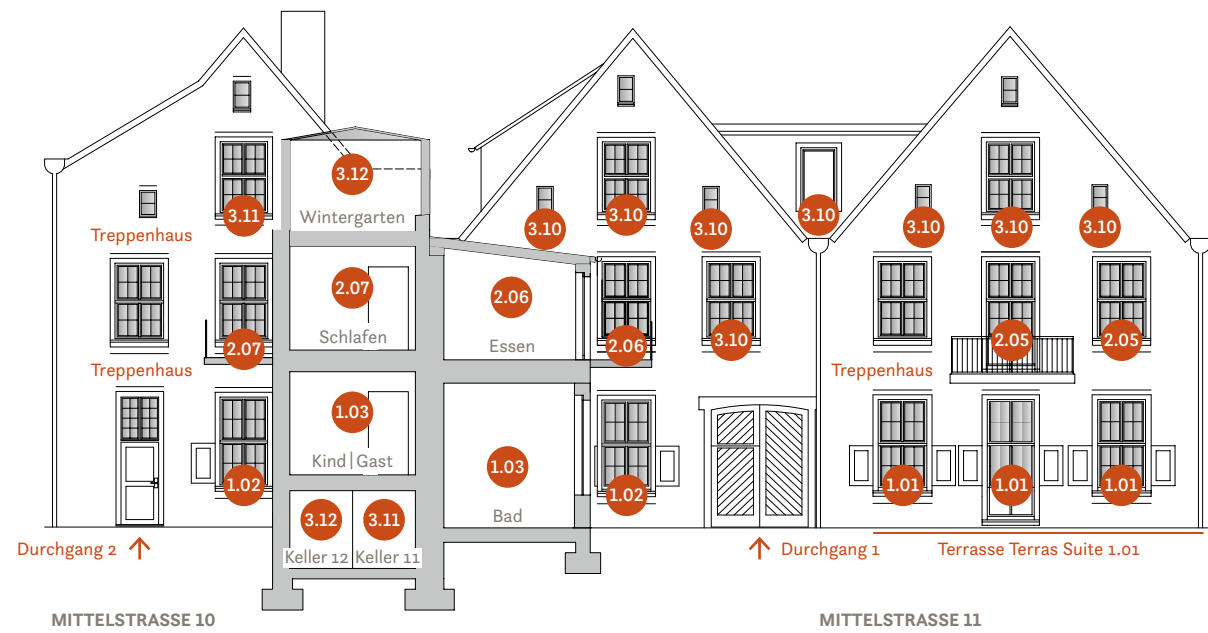 3.12
Wintergarten
3.11
3.10
3.10
3.10
3.10
3.10
3.10
3.10
Treppenhaus
2.07
Schlafen
2.06
Essen
2.07
2.06
3.10
2.05
2.05
Treppenhaus
Treppenhaus
1.03
Kind|Gast
1.03
Bad
1.02
1.02
1.01
1.01
1.01
3.12
3.11
Keller 12
Keller 11
Durchgang 2
Durchgang 1
Terrasse Terras Suite 1.01
MITTELSTRASSE 10
MITTELSTRASSE 11